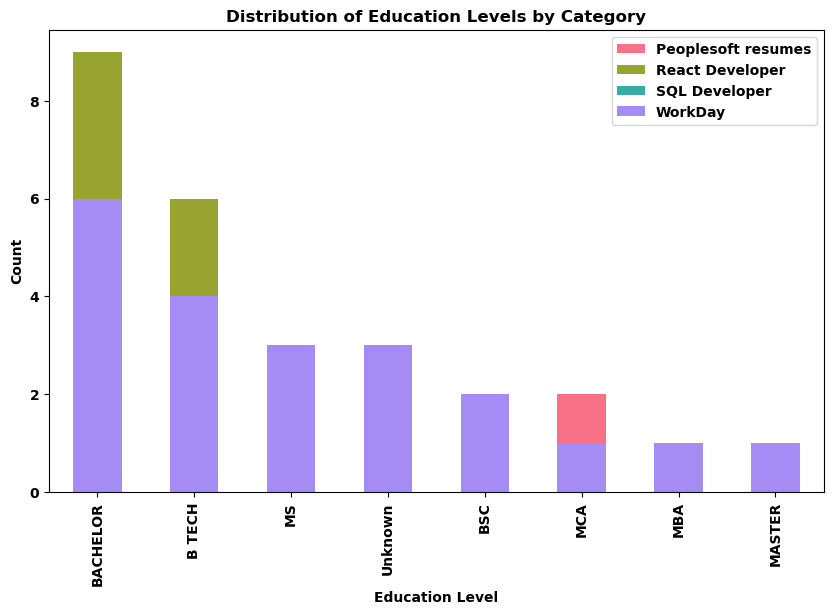 Distribution of Education Levels by Category
Peoplesoft resumes
React Developer
SQL Developer
WorkDay
Count
8
6
4
2
0
BACHELOR
B TECH
MS
Unknown
BSC
MCA
MBA
MASTER
Education Level